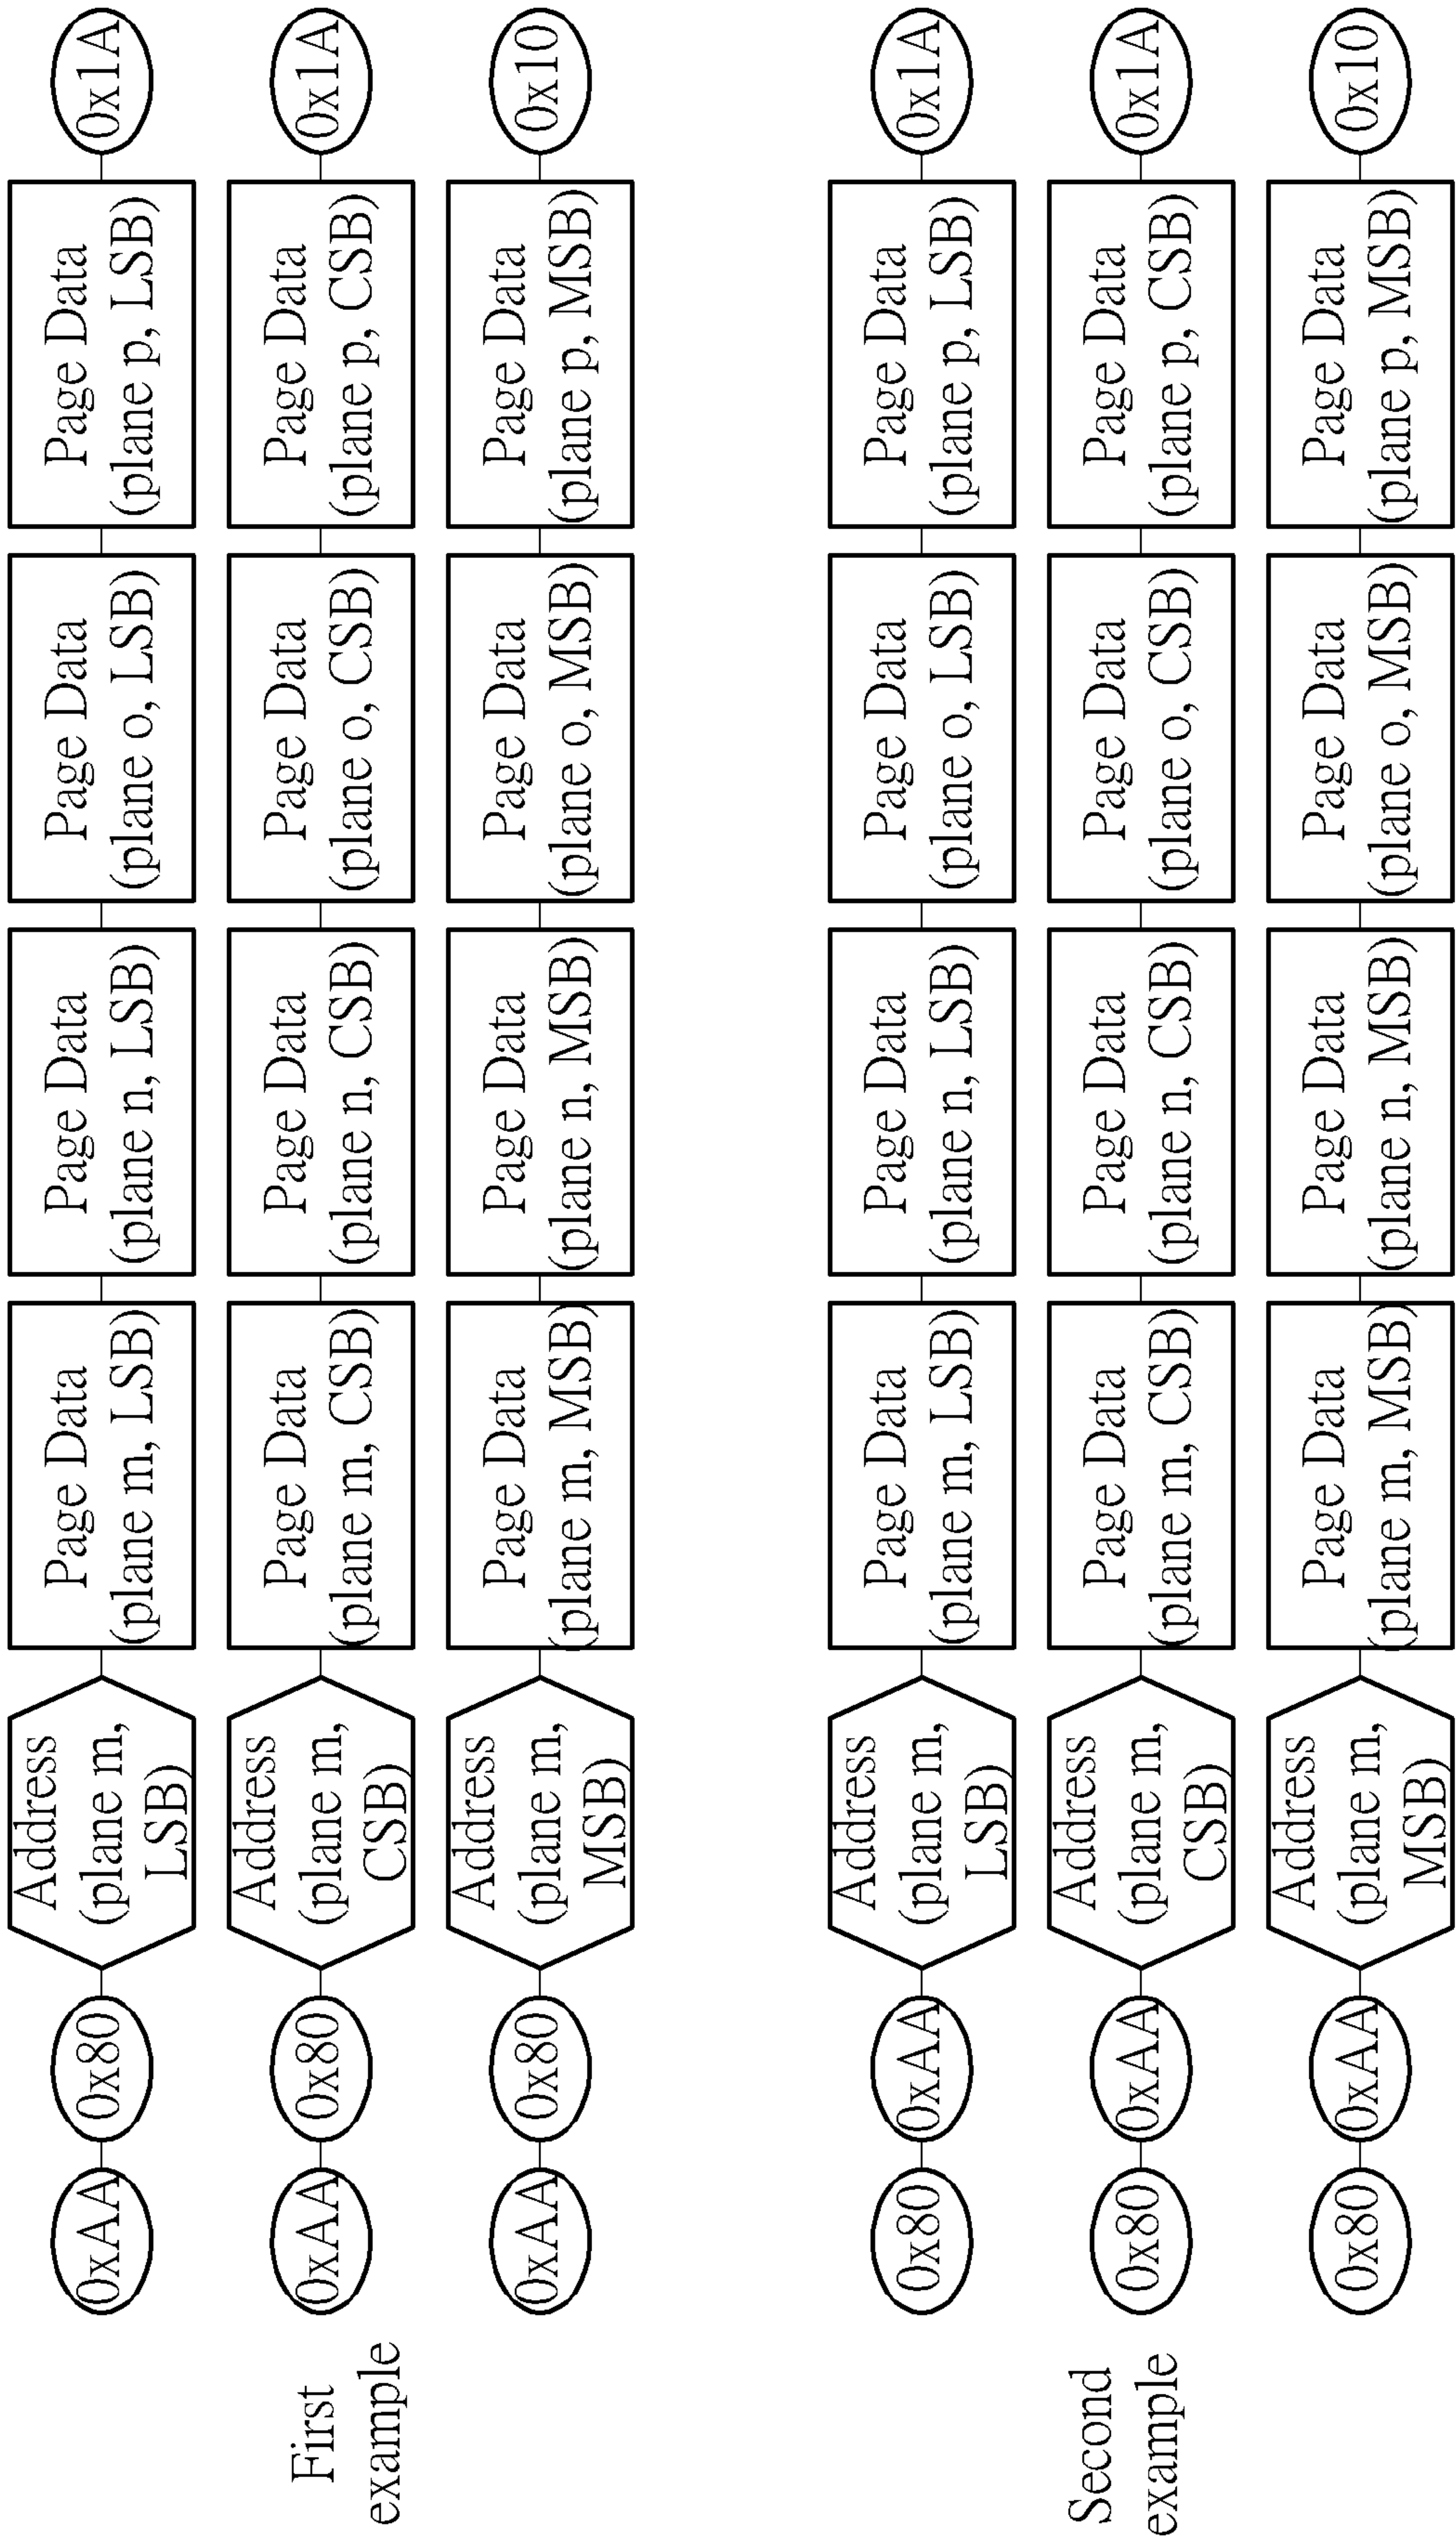 First
example
0xAA
0x80
Address
(plane m,
LSB)
Page Data
(plane m, LSB)
Page Data
(plane n, LSB)
Page Data
(plane o, LSB)
Page Data
(plane p, LSB)
0x1A
0xAA
0x80
Address
(plane m,
CSB)
Page Data
(plane m, CSB)
Page Data
(plane n, CSB)
Page Data
(plane o, CSB)
Page Data
(plane p, CSB)
0x1A
0xAA
0x80
Address
(plane m,
MSB)
Page Data
(plane m, MSB)
Page Data
(plane n, MSB)
Page Data
(plane o, MSB)
Page Data
(plane p, MSB)
0x10
Second
example
0x80
0xAA
Address
(plane m,
LSB)
Page Data
(plane m, LSB)
Page Data
(plane n, LSB)
Page Data
(plane o, LSB)
Page Data
(plane p, LSB)
0x1A
0x80
0xAA
Address
(plane m,
CSB)
Page Data
(plane m, CSB)
Page Data
(plane n, CSB)
Page Data
(plane o, CSB)
Page Data
(plane p, CSB)
0x1A
0x80
0xAA
Address
(plane m,
MSB)
Page Data
(plane m, MSB)
Page Data
(plane n, MSB)
Page Data
(plane o, MSB)
Page Data
(plane p, MSB)
0x10